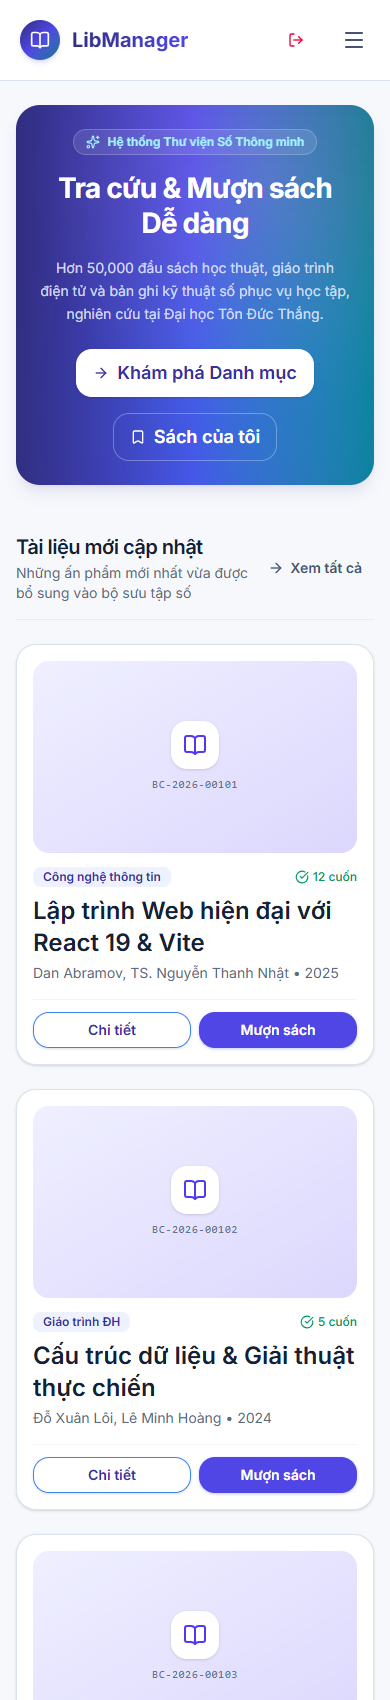 LibManager
Hệ thống Thư viện Số Thông minh
Tra cứu & Mượn sách
Dễ dàng
Hơn 50,000 đầu sách học thuật, giáo trình
điện tử và bản ghi kỹ thuật số phục vụ học tập,
nghiên cứu tại Đại học Tôn Đức Thắng.
Khám phá Danh mục
Sách của tôi
Tài liệu mới cập nhật
Những ấn phẩm mới nhất vừa được
bổ sung vào bộ sưu tập số
Xem tất cả
BC-2026-00101
Công nghệ thông tin
12 cuốn
Lập trình Web hiện đại với
React 19 & Vite
Dan Abramov, TS. Nguyễn Thanh Nhật • 2025
Chi tiết
Mượn sách
BC-2026-00102
Giáo trình ĐH
5 cuốn
Cấu trúc dữ liệu & Giải thuật
thực chiến
Đỗ Xuân Lôi, Lê Minh Hoàng • 2024
Chi tiết
Mượn sách
BC-2026-00103